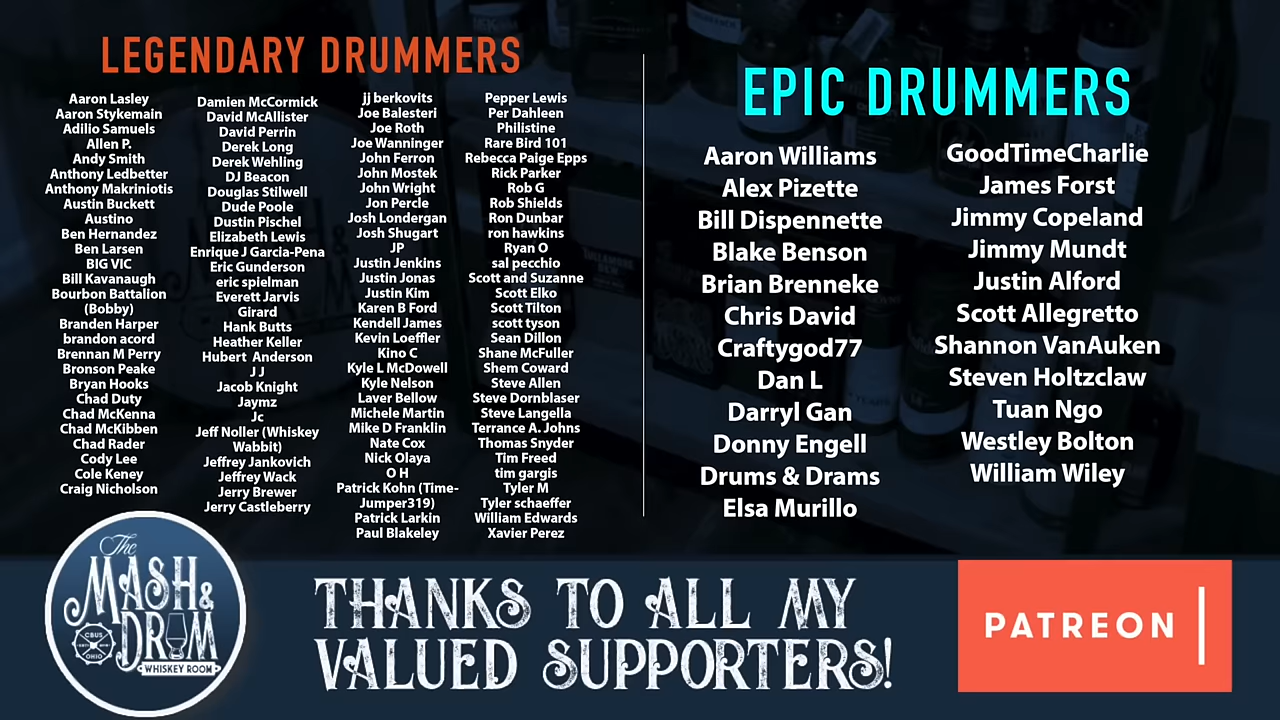 LEGENDARY DRUMMERS
Aaron Lasley
Aaron Stykemain
Adilio Samuels
Allen P.
Andy Smith
Anthony Ledbetter
Anthony Makriniotis
Austin Buckett
Austino
Ben Hernandez
Ben Larsen
BIG VIC
Bill Kavanaugh
Bourbon Battalion
(Bobby)
Branden Harper
brandon acord
Brennan M Perry
Bronson Peake
Bryan Hooks
Chad Duty
Chad McKenna
Chad McKibben
Chad Rader
Cody Lee
Cole Keney
Craig Nicholson
Damien McCormick
David McAllister
David Perrin
Derek Long
Derek Wehling
DJ Beacon
Douglas Stilwell
Dude Poole
Dustin Pischel
Elizabeth Lewis
Enrique J Garcia-Pena
Eric Gunderson
eric spielman
Everett Jarvis
Girard
Hank Butts
Heather Keller
Hubert Anderson
J J
Jacob Knight
Jaymz
Jc
Jeff Noller (Whiskey
Wabbit)
Jeffrey Jankovich
Jeffrey Wack
Jerry Brewer
Jerry Castleberry
jj berkovits
Joe Balesteri
Joe Roth
Joe Wanninger
John Ferron
John Mostek
John Wright
Jon Percle
Josh Londergan
Josh Shugart
JP
Justin Jenkins
Justin Jonas
Justin Kim
Karen B Ford
Kendell James
Kevin Loeffler
Kino C
Kyle L McDowell
Kyle Nelson
Laver Bellow
Michele Martin
Mike D Franklin
Nate Cox
Nick Olaya
O H
Patrick Kohn (Time-
Jumper319)
Patrick Larkin
Paul Blakeley
Pepper Lewis
Per Dahleen
Philistine
Rare Bird 101
Rebecca Paige Epps
Rick Parker
Rob G
Rob Shields
Ron Dunbar
ron hawkins
Ryan O
sal pecchio
Scott and Suzanne
Scott Elko
Scott Tilton
scott tyson
Sean Dillon
Shane McFuller
Shem Coward
Steve Allen
Steve Dornblaser
Steve Langella
Terrance A. Johns
Thomas Snyder
Tim Freed
tim gargis
Tyler M
Tyler schaeffer
William Edwards
Xavier Perez
EPIC DRUMMERS
Aaron Williams
Alex Pizette
Bill Dispennette
Blake Benson
Brian Brenneke
Chris David
Craftygod77
Dan L
Darryl Gan
Donny Engell
Drums & Drams
Elsa Murillo
GoodTimeCharlie
James Forst
Jimmy Copeland
Jimmy Mundt
Justin Alford
Scott Allegretto
Shannon VanAuken
Steven Holtzclaw
Tuan Ngo
Westley Bolton
William Wiley
The
MASH &
DRUM
CBUS
OHIO
WHISKEY ROOM
THANKS TO ALL MY
VALUED SUPPORTERS!
PATREON